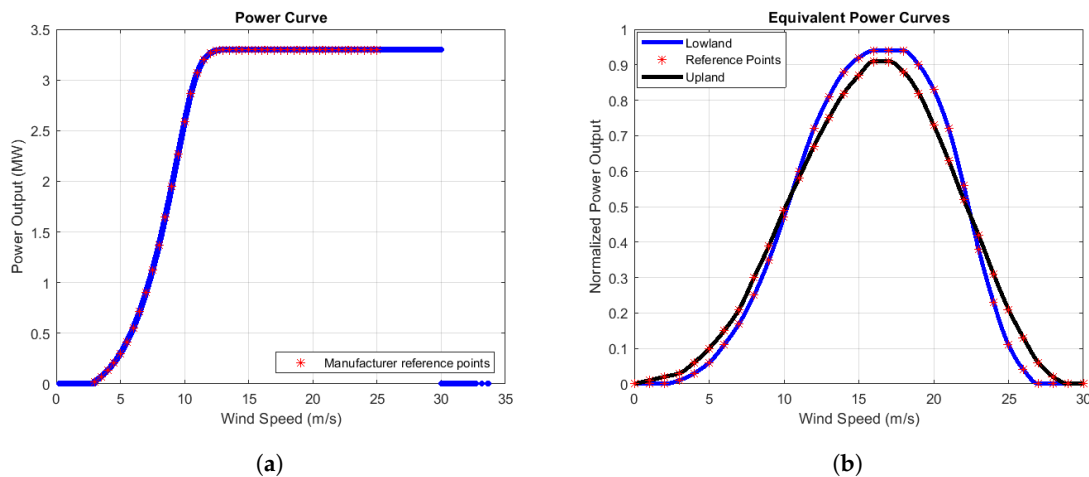 Power Curve
3.5
3
2.5
2
1.5
1
0.5
0
Power Output (MW)
Manufacturer reference points
0 5 10 15 20 25 30 35
Wind Speed (m/s)
(a)
Equivalent Power Curves
1
0.9
0.8
0.7
0.6
0.5
0.4
0.3
0.2
0.1
0
Normalized Power Output
Lowland
Reference Points
Upland
0 5 10 15 20 25 30
Wind Speed (m/s)
(b)